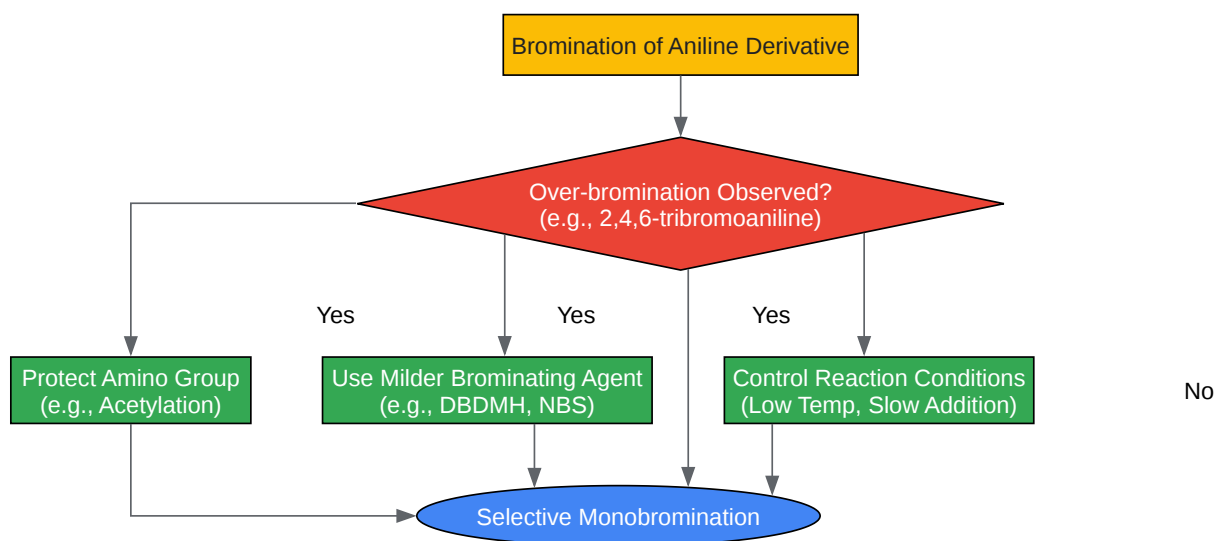 Bromination of Aniline Derivative
Over-bromination Observed?
(e.g., 2,4,6-tribromoaniline)
Yes
Yes
Yes
Protect Amino Group
(e.g., Acetylation)
Use Milder Brominating Agent
(e.g., DBDMH, NBS)
Control Reaction Conditions
(Low Temp, Slow Addition)
No
Selective Monobromination